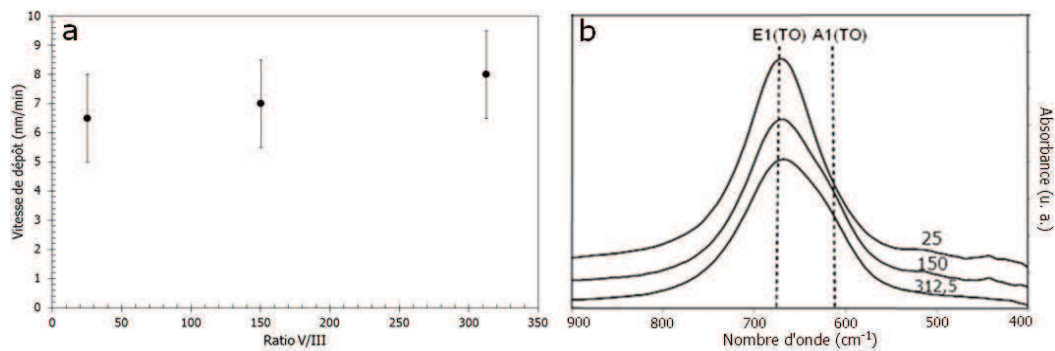 a
10
9
8
7
6
5
4
3
2
1
0
Vitesse de dépôt (nm/min)
0 50 100 150 200 250 300 350
Ratio V/III
b
E1(TO) A1(TO)
25
150
312,5
Absorbance (u. a.)
900 800 700 600 500 400
Nombre d'onde (cm⁻¹)